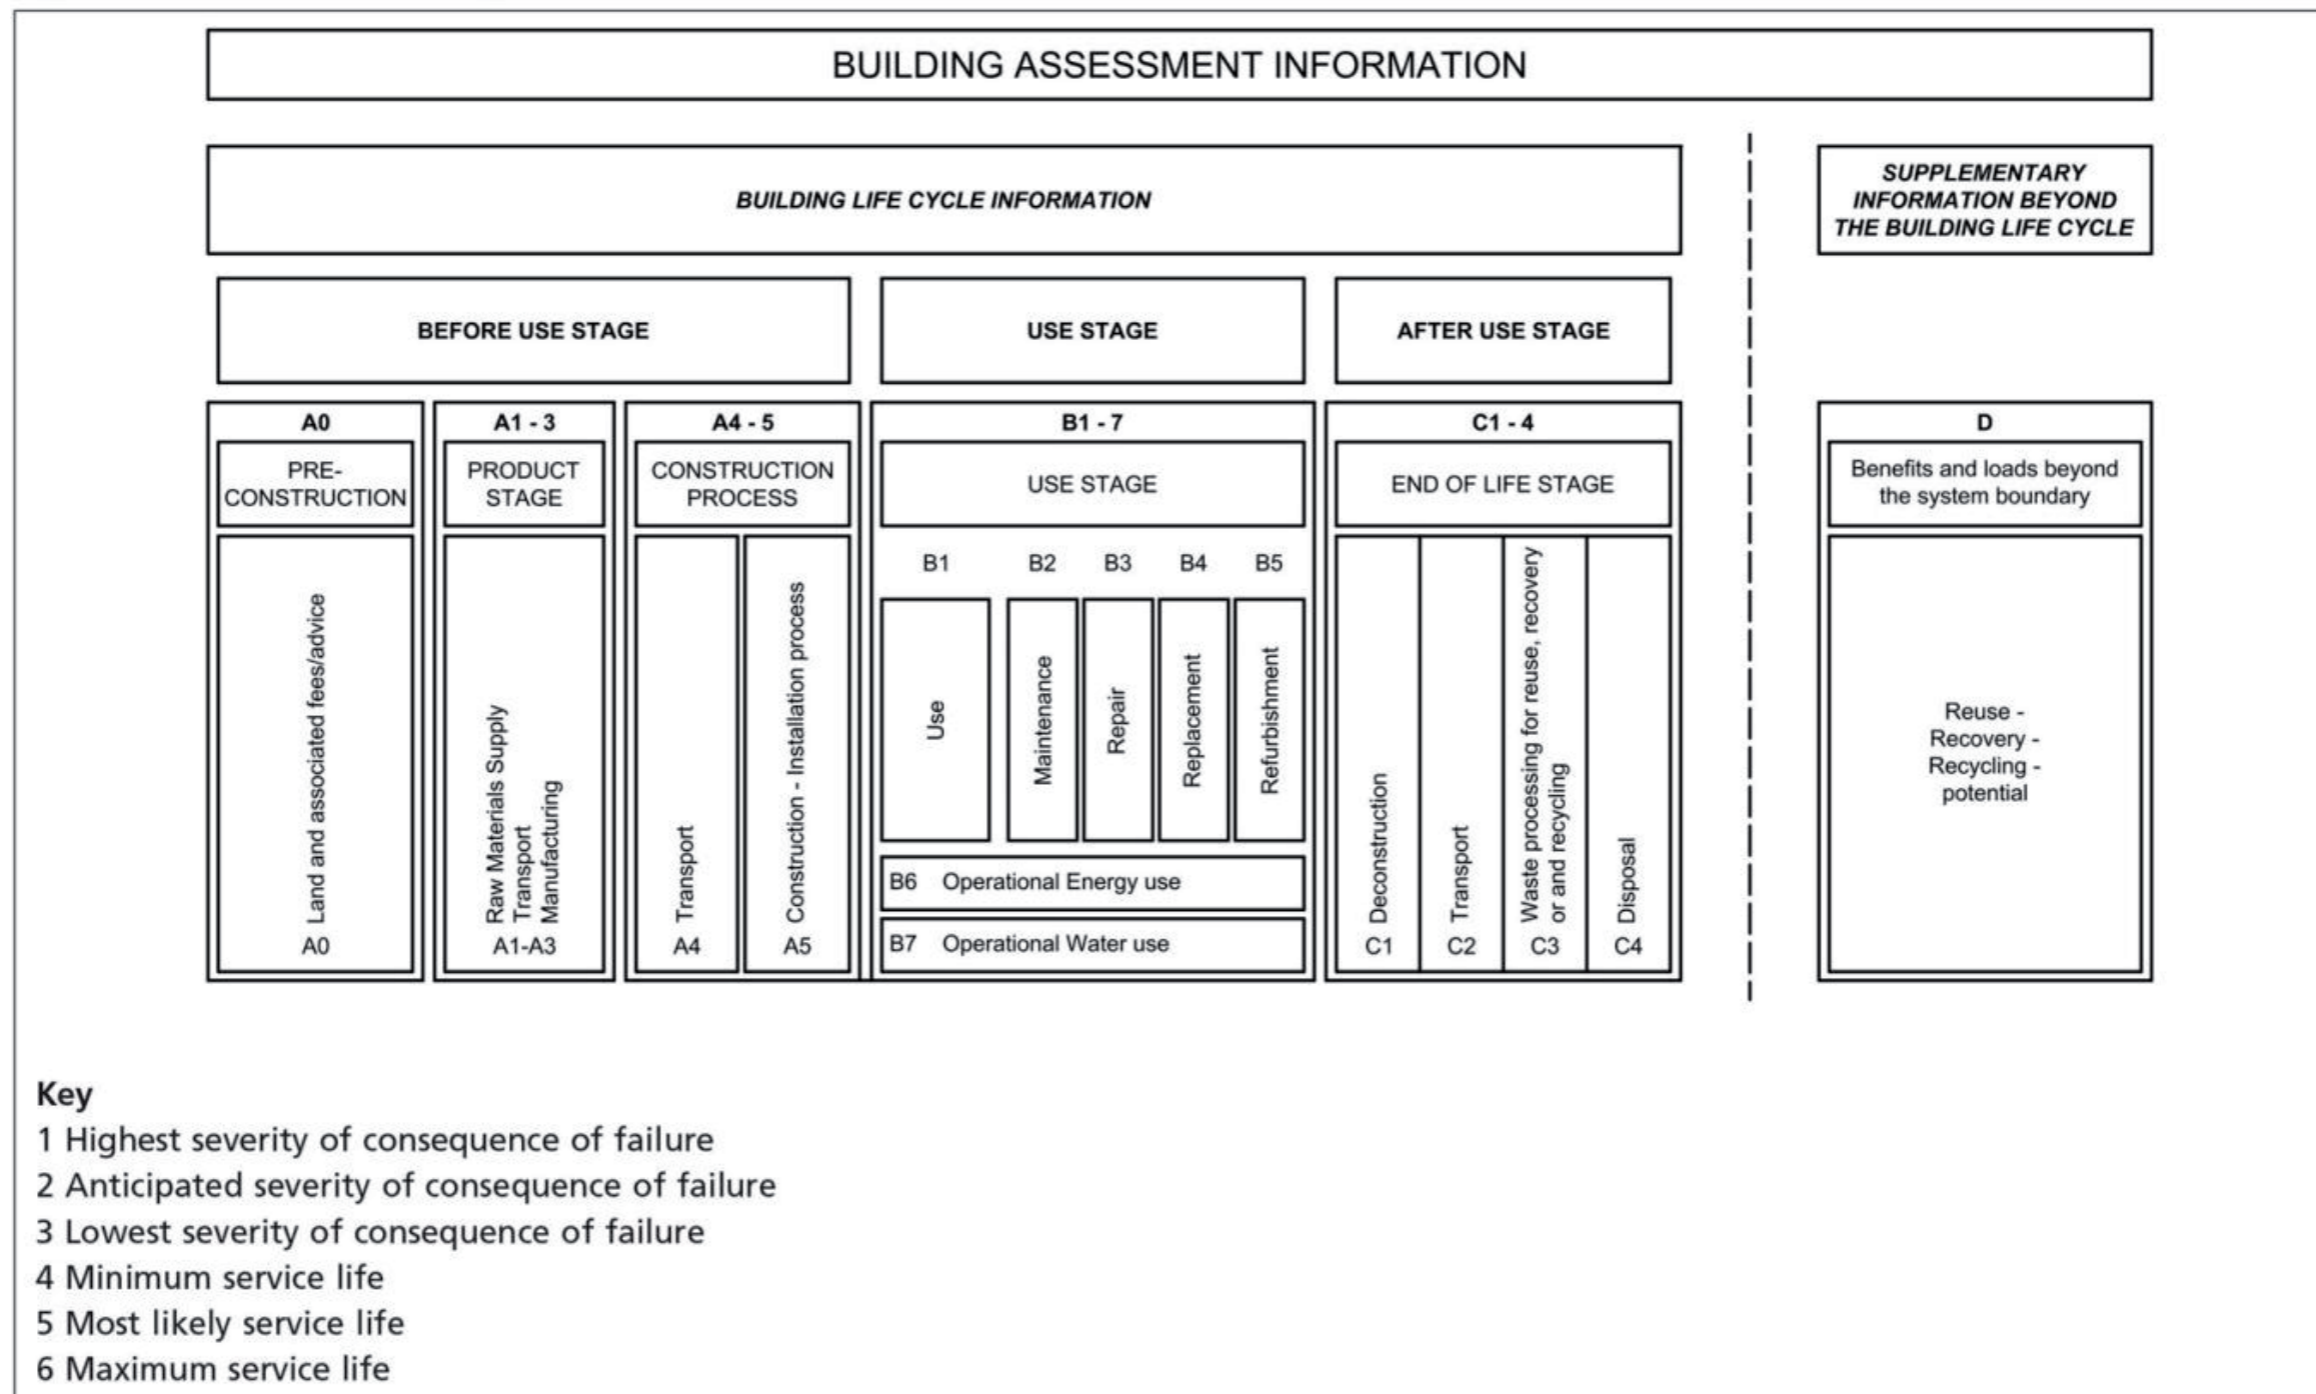 BUILDING ASSESSMENT INFORMATION
BUILDING LIFE CYCLE INFORMATION
SUPPLEMENTARY
INFORMATION BEYOND
THE BUILDING LIFE CYCLE
BEFORE USE STAGE
USE STAGE
AFTER USE STAGE
A0
PRE-
CONSTRUCTION
Land and associated fees/advice
A0
A1 - 3
PRODUCT
STAGE
Raw Materials Supply
Transport
Manufacturing
A1-A3
A4 - 5
CONSTRUCTION
PROCESS
Transport
A4
Construction - Installation process
A5
B1 - 7
USE STAGE
B1
Use
B2
Maintenance
B3
Repair
B4
Replacement
B5
Refurbishment
B6 Operational Energy use
B7 Operational Water use
C1 - 4
END OF LIFE STAGE
Deconstruction
C1
Transport
C2
Waste processing for reuse, recovery
or and recycling
C3
Disposal
C4
D
Benefits and loads beyond
the system boundary
Reuse -
Recovery -
Recycling -
potential
Key
1 Highest severity of consequence of failure
2 Anticipated severity of consequence of failure
3 Lowest severity of consequence of failure
4 Minimum service life
5 Most likely service life
6 Maximum service life